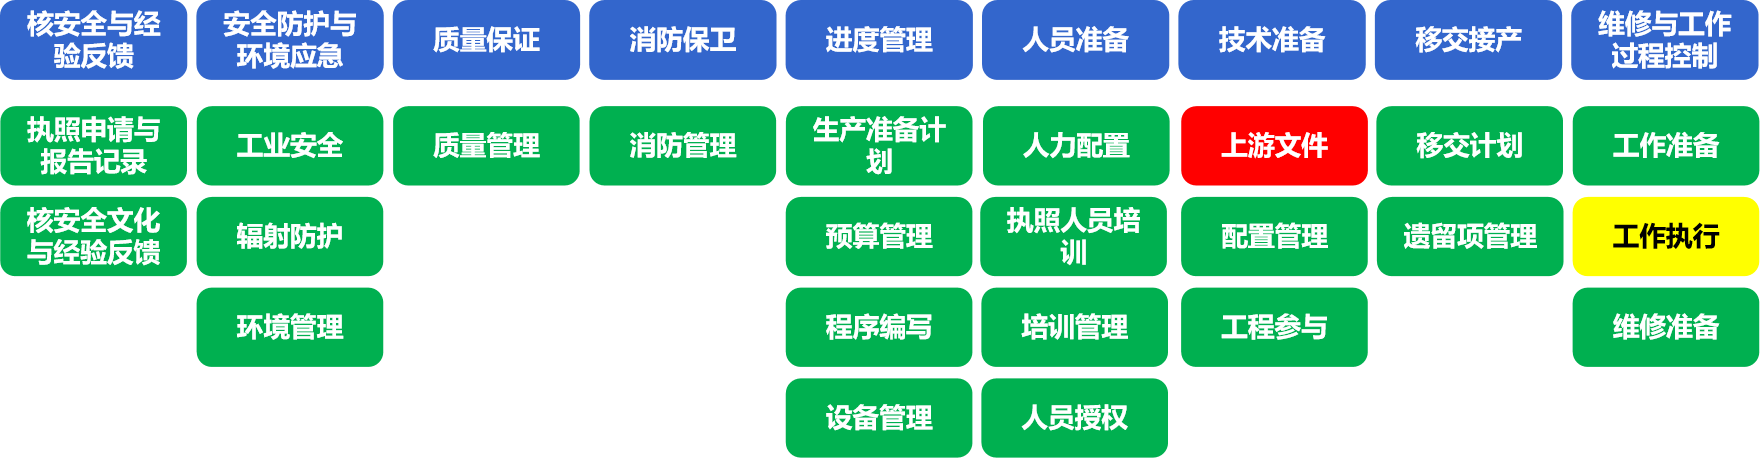 核安全与经
验反馈
安全防护与
环境应急
质量保证
消防保卫
进度管理
人员准备
技术准备
移交接产
维修与工作
过程控制
执照申请与
报告记录
工业安全
质量管理
消防管理
生产准备计
划
人力配置
上游文件
移交计划
工作准备
核安全文化
与经验反馈
辐射防护
预算管理
执照人员培
训
配置管理
遗留项管理
工作执行
环境管理
程序编写
培训管理
工程参与
维修准备
设备管理
人员授权